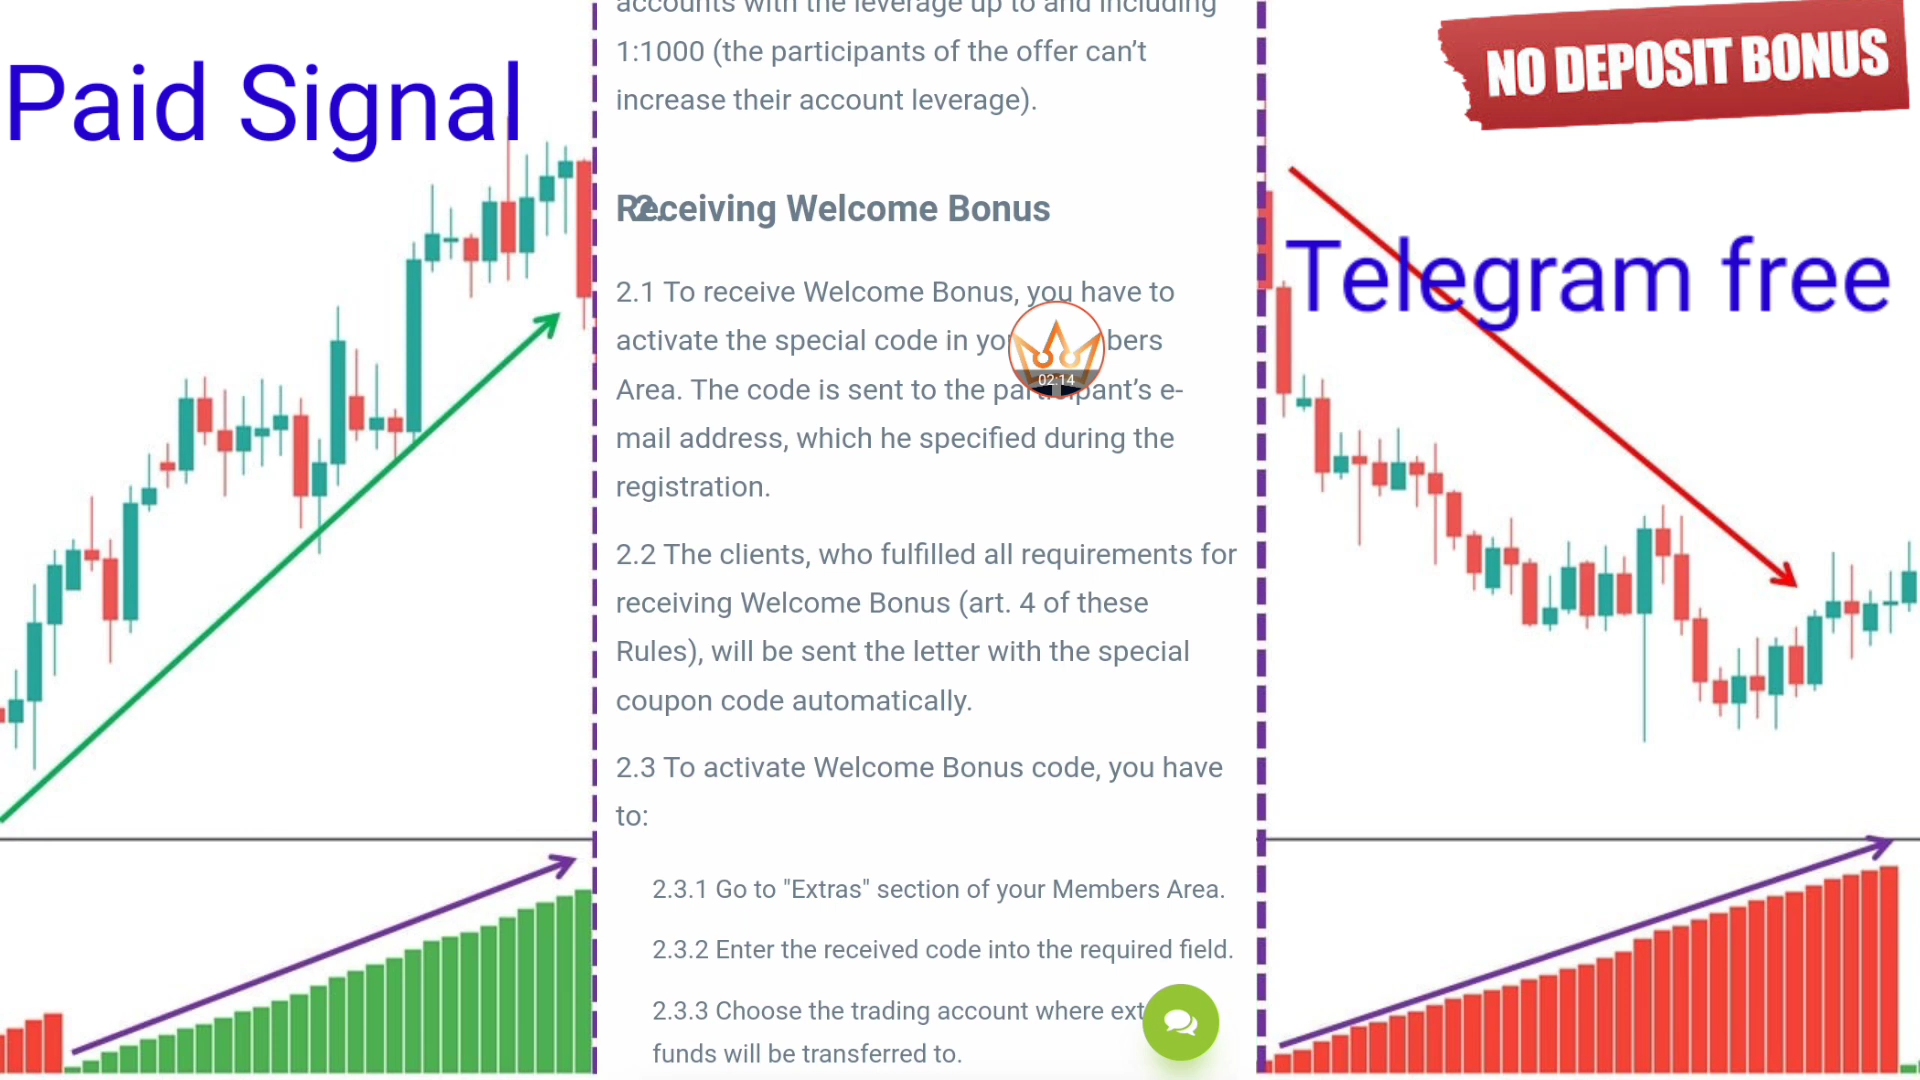 Paid Signal
accounts with the leverage up to and including
1:1000 (the participants of the offer can’t
increase their account leverage).
2.
Receiving Welcome Bonus
2.1 To receive Welcome Bonus, you have to
activate the special code in your bers
Area. The code is sent to the participant’s e-
mail address, which he specified during the
registration.
02:14
2.2 The clients, who fulfilled all requirements for
receiving Welcome Bonus (art. 4 of these
Rules), will be sent the letter with the special
coupon code automatically.
2.3 To activate Welcome Bonus code, you have
to:
2.3.1 Go to "Extras" section of your Members Area.
2.3.2 Enter the received code into the required field.
2.3.3 Choose the trading account where ext
funds will be transferred to.
NO DEPOSIT BONUS
Telegram free